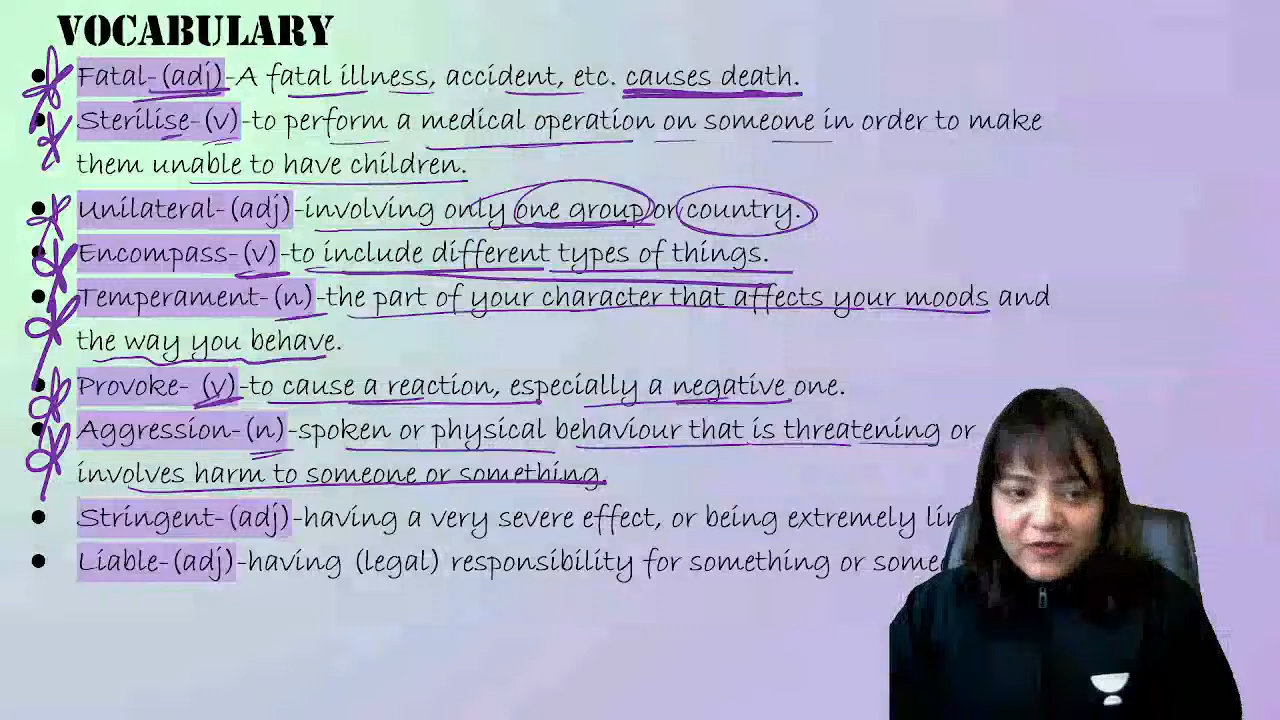 VOCABULARY
• Fatal-(adj)-A fatal illness, accident, etc. causes death.
• Sterilise-(v)-to perform a medical operation on someone in order to make
them unable to have children.
• Unilateral-(adj)-involving only one group or country.
• Encompass-(v)-to include different types of things.
• Temperament-(n)-the part of your character that affects your moods and
the way you behave.
• Provoke- (v)-to cause a reaction, especially a negative one.
• Aggression-(n)-spoken or physical behaviour that is threatening or
involves harm to someone or something.
• Stringent-(adj)-having a very severe effect, or being extremely
• Liable-(adj)-having (legal) responsibility for something or